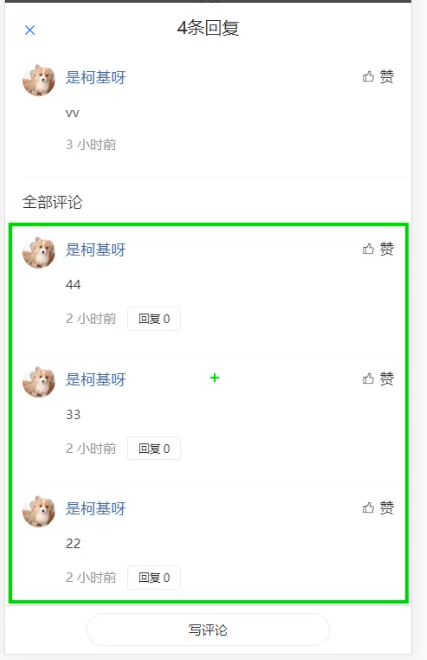 4条回复
是柯基呀 赞
vv
3 小时前
全部评论
是柯基呀 赞
44
2 小时前 回复 0
是柯基呀 赞
33
2 小时前 回复 0
是柯基呀 赞
22
2 小时前 回复 0
写评论